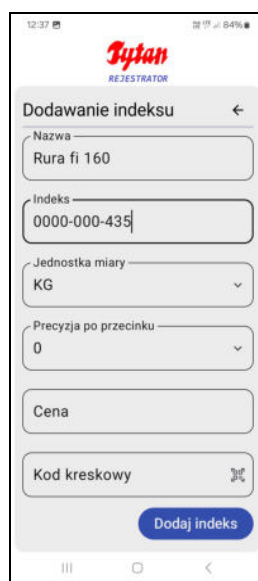 12:37 84%
Tytan
REJESTRATOR
Dodawanie indeksu
Nazwa
Rura fi 160
Indeks
0000-000-435
Jednostka miary
KG
Precyzja po przecinku
0
Cena
Kod kreskowy
Dodaj indeks